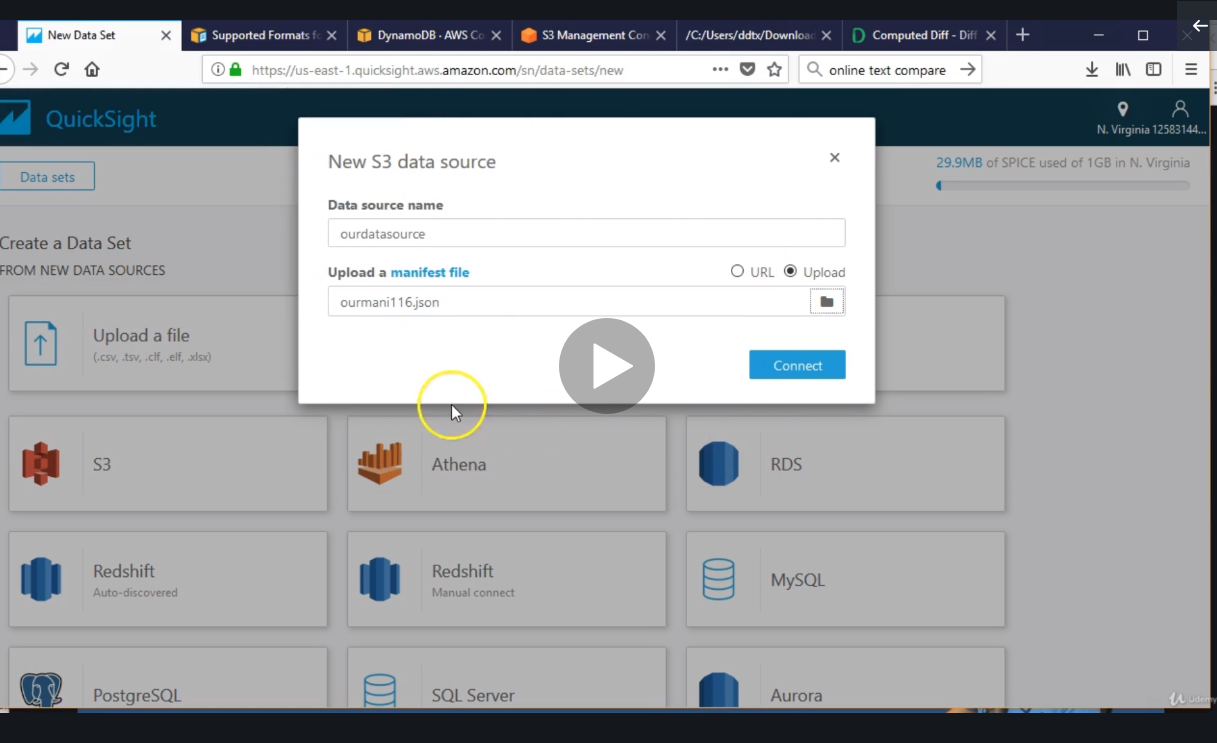 New Data Set
Supported Formats fo
DynamoDB · AWS Co
S3 Management Con
/C:/Users/ddtx/Download
Computed Diff - Diff
https://us-east-1.quicksight.aws.amazon.com/sn/data-sets/new
online text compare
QuickSight
N. Virginia 12583144...
Data sets
29.9MB of SPICE used of 1GB in N. Virginia
New S3 data source
Data source name
ourdatasource
Upload a manifest file
URL
Upload
ourmani116.json
Connect
Create a Data Set
FROM NEW DATA SOURCES
Upload a file
(.csv, .tsv, .clf, .elf, .xlsx)
S3
Athena
RDS
Redshift
Auto-discovered
Redshift
Manual connect
MySQL
PostgreSQL
SQL Server
Aurora
Udemy